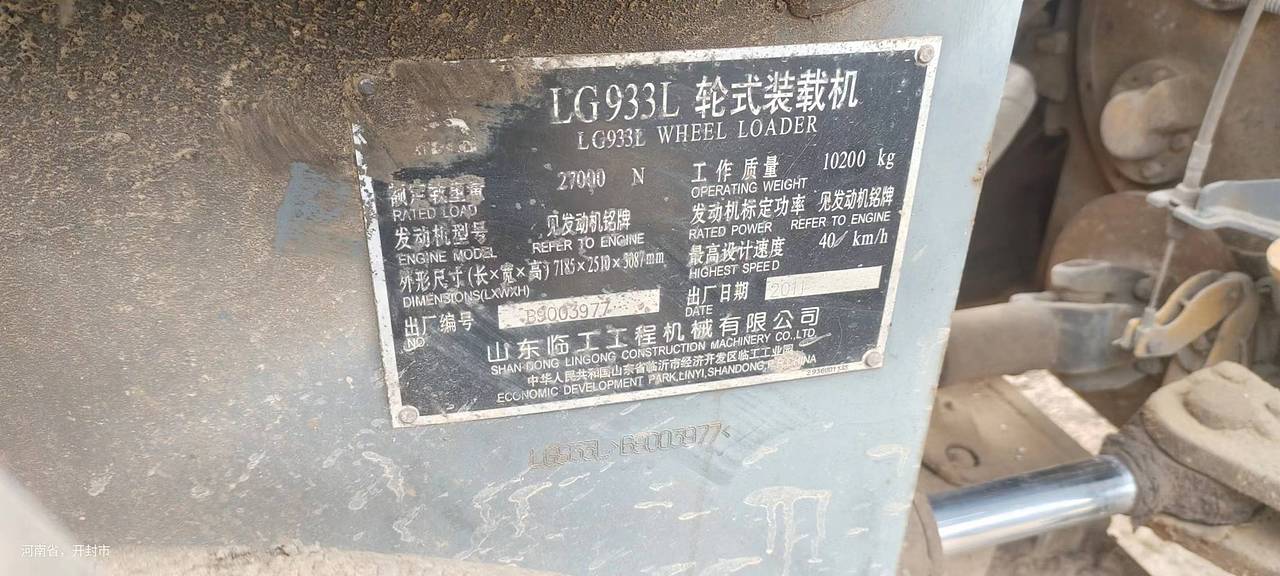 LG933L 轮式装载机
LG933L WHEEL LOADER
额定载重量 27000 N
RATED LOAD
工作质量 10200 kg
OPERATING WEIGHT
发动机型号 见发动机铭牌
ENGINE MODEL REFER TO ENGINE
发动机标定功率 见发动机铭牌
RATED POWER REFER TO ENGINE
外形尺寸(长×宽×高) 7185×2510×3087mm
DIMENSIONS(LXWXH)
最高设计速度 40 km/h
HIGHEST SPEED
出厂编号 B9003977
NO
出厂日期 2011
DATE
山东临工工程机械有限公司
SHANDONG LINGONG CONSTRUCTION MACHINERY CO.,LTD.
中华人民共和国山东省临沂市经济开发区临工工业园
ECONOMIC DEVELOPMENT PARK,LINYI,SHANDONG,P.R.CHINA
LG933L>B9003977<
河南省，开封市